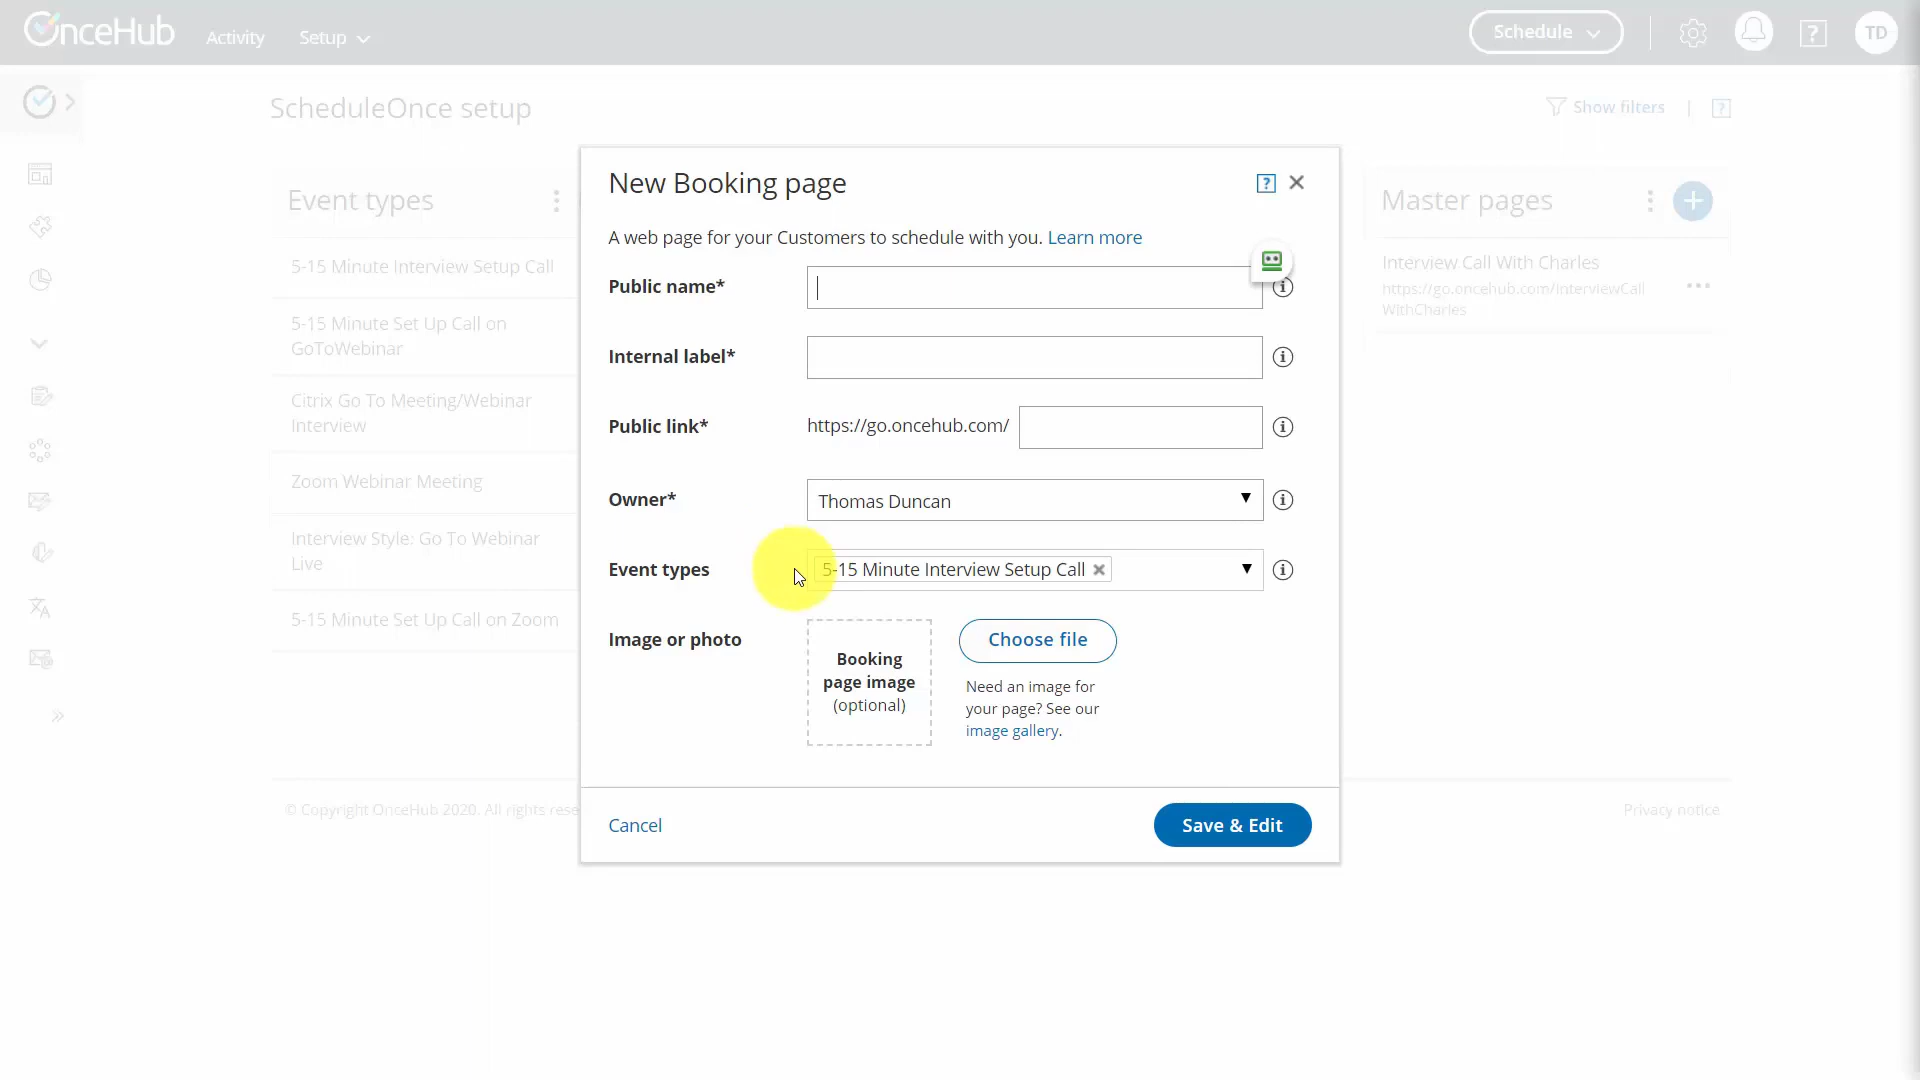 OnceHub
Activity
Setup
Schedule
?
TD
ScheduleOnce setup
Show filters
|
?
Event types
5-15 Minute Interview Setup Call
5-15 Minute Set Up Call on
GoToWebinar
Citrix Go To Meeting/Webinar
Interview
Zoom Webinar Meeting
Interview Style: Go To Webinar
Live
5-15 Minute Set Up Call on Zoom
New Booking page
?
A web page for your Customers to schedule with you. Learn more
Public name*
Internal label*
Public link*
https://go.oncehub.com/
Owner*
Thomas Duncan
Event types
5-15 Minute Interview Setup Call
Image or photo
Booking
page image
(optional)
Choose file
Need an image for
your page? See our
image gallery.
Cancel
Save & Edit
Master pages
Interview Call With Charles
https://go.oncehub.com/InterviewCall
WithCharles
© Copyright OnceHub 2020. All rights rese
Privacy notice